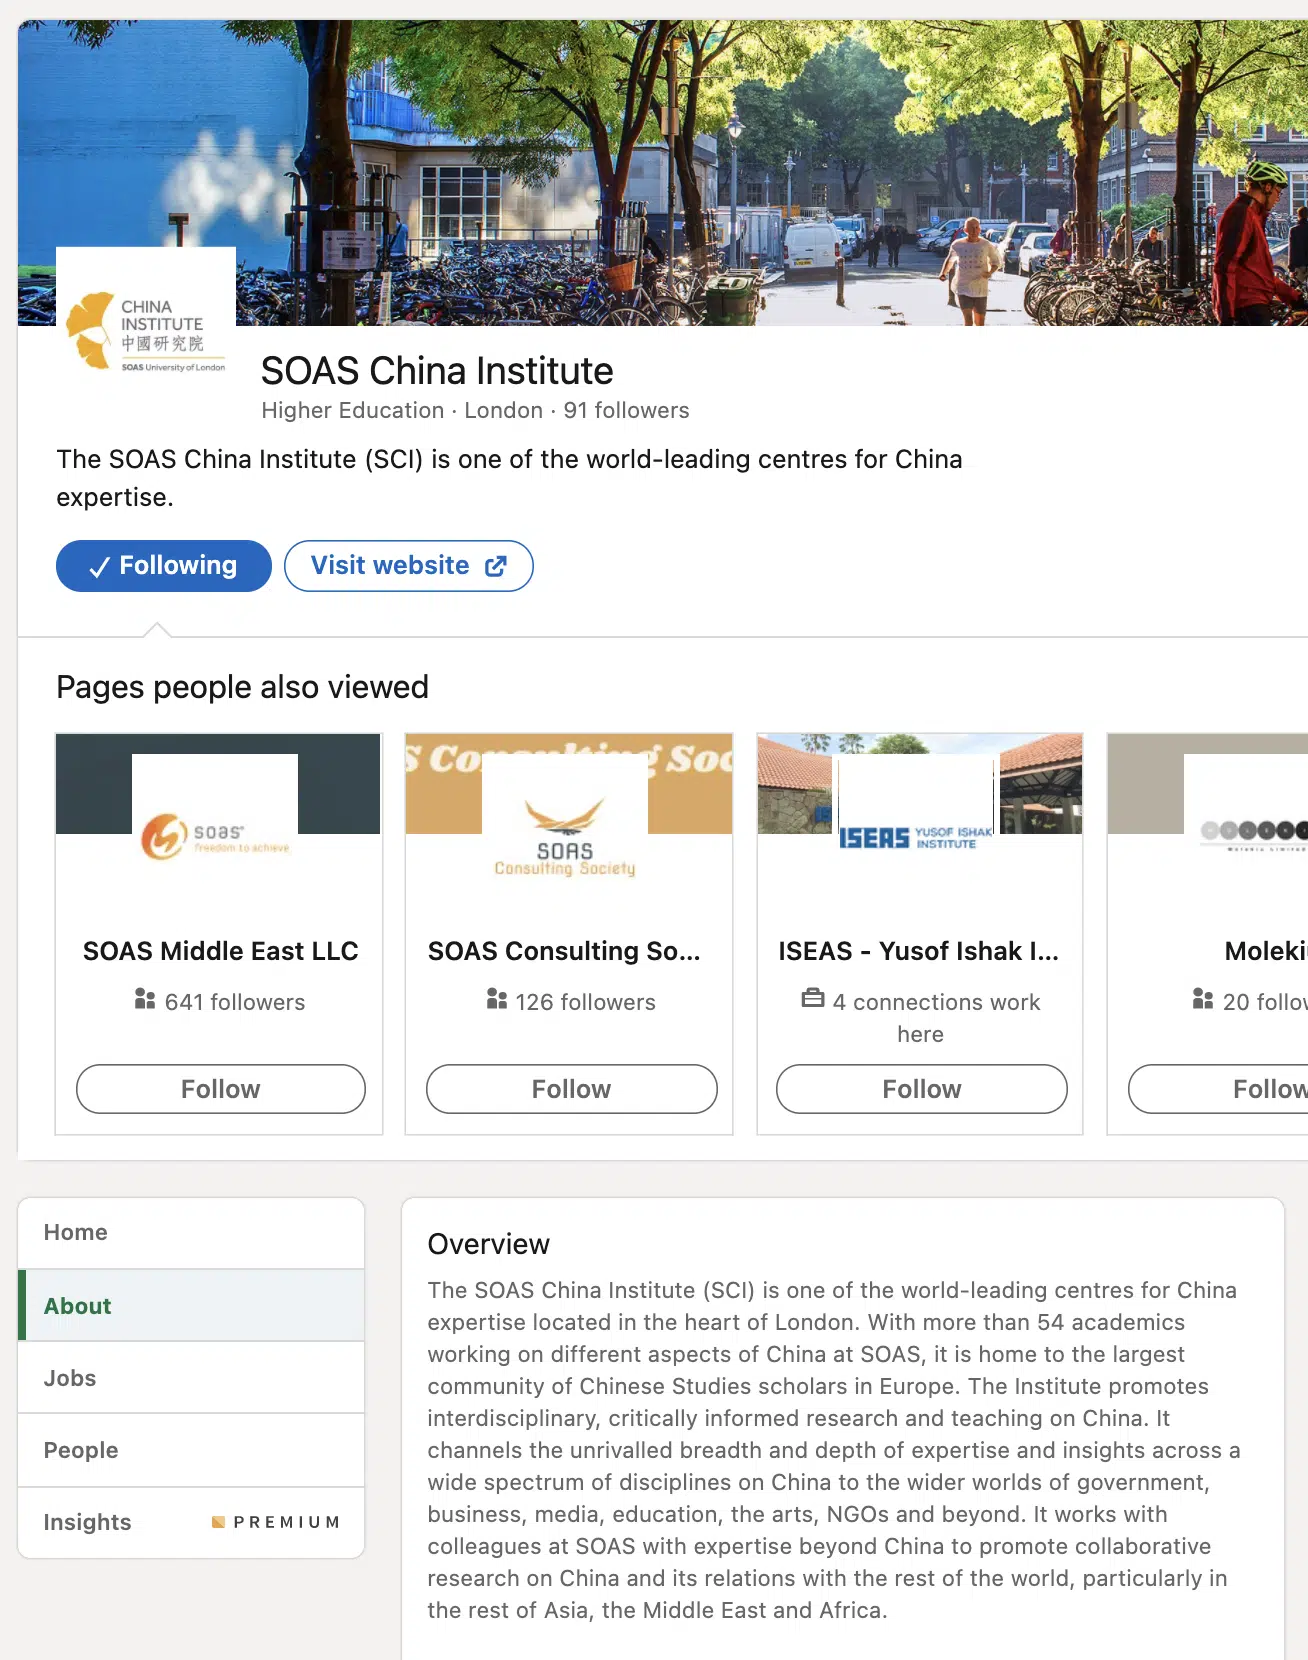 CHINA
INSTITUTE
中國研究院
SOAS University of London
SOAS China Institute
Higher Education · London · 91 followers
The SOAS China Institute (SCI) is one of the world-leading centres for China
expertise.
✓ Following
Visit website
Pages people also viewed
soas
freedom to achieve
SOAS Middle East LLC
641 followers
Follow
S Consulting Soc
SOAS
Consulting Society
SOAS Consulting So...
126 followers
Follow
ISEAS YUSOF ISHAK
INSTITUTE
ISEAS - Yusof Ishak I...
4 connections work
here
Follow
Moleki
20 follow
Follow
Home
About
Jobs
People
Insights
PREMIUM
Overview
The SOAS China Institute (SCI) is one of the world-leading centres for China
expertise located in the heart of London. With more than 54 academics
working on different aspects of China at SOAS, it is home to the largest
community of Chinese Studies scholars in Europe. The Institute promotes
interdisciplinary, critically informed research and teaching on China. It
channels the unrivalled breadth and depth of expertise and insights across a
wide spectrum of disciplines on China to the wider worlds of government,
business, media, education, the arts, NGOs and beyond. It works with
colleagues at SOAS with expertise beyond China to promote collaborative
research on China and its relations with the rest of the world, particularly in
the rest of Asia, the Middle East and Africa.